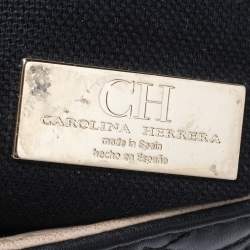 CH
CAROLINA HERRERA
made in Spain
hecho en España